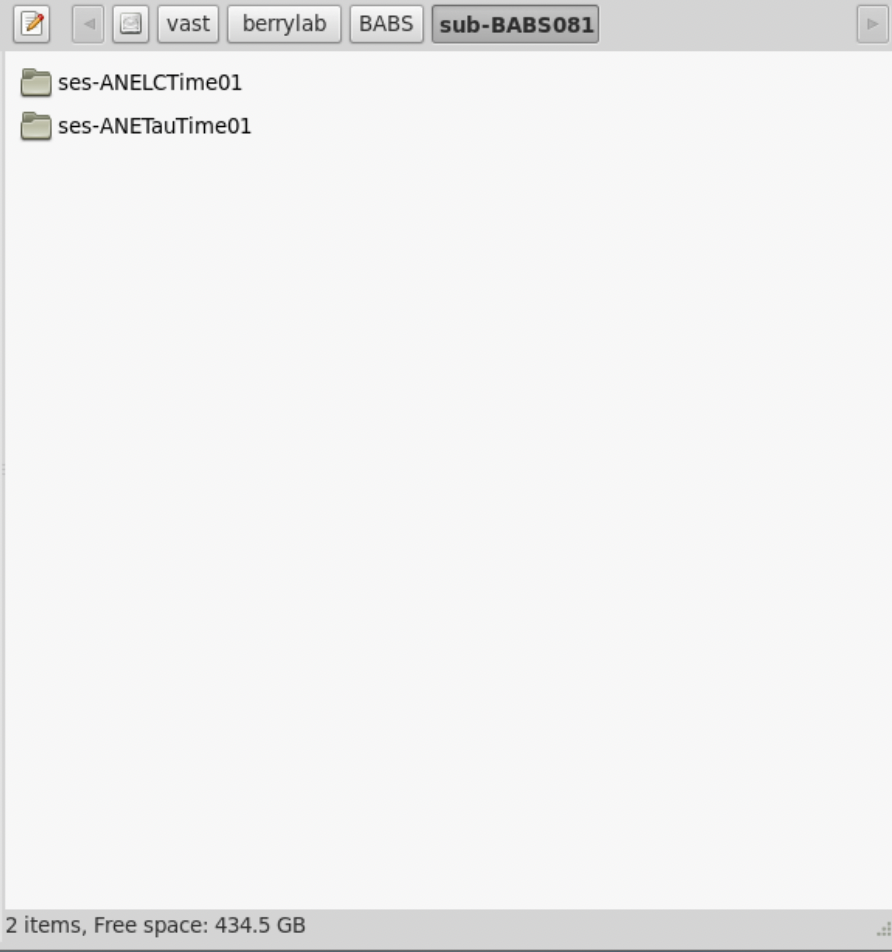 vast berrylab BABS sub-BABS081
ses-ANELCTime01
ses-ANETauTime01
2 items, Free space: 434.5 GB